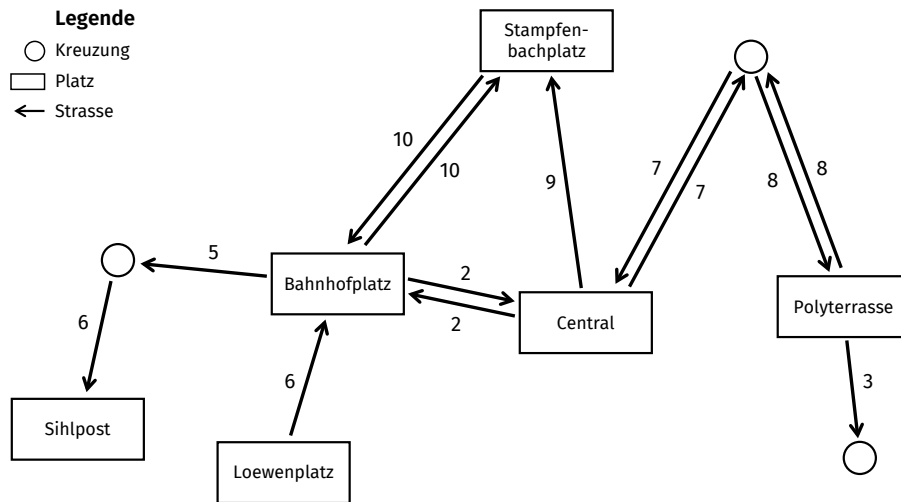 Legende
Kreuzung
Platz
Strasse
Stampfen-
bachplatz
10
10
9
7
7
8
8
5
Bahnhofplatz
2
2
Central
Polyterrasse
6
6
3
Sihlpost
Loewenplatz